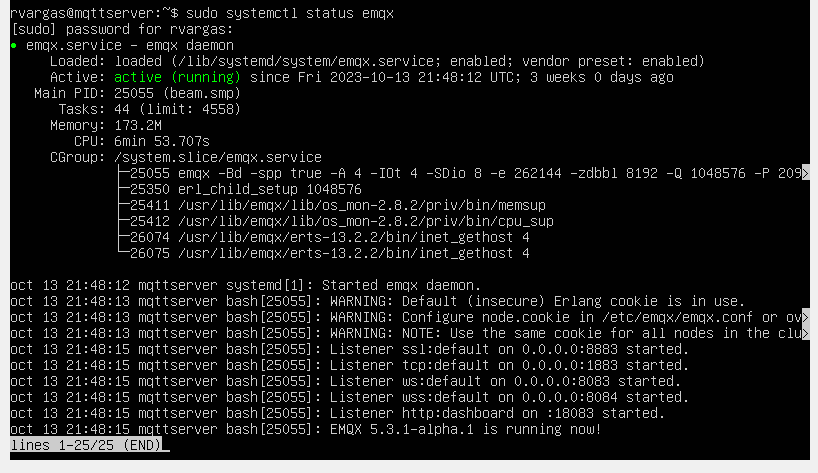 rvargas@mqttserver:~$ sudo systemctl status emqx
[sudo] password for rvargas:
● emqx.service – emqx daemon
     Loaded: loaded (/lib/systemd/system/emqx.service; enabled; vendor preset: enabled)
     Active: active (running) since Fri 2023-10-13 21:48:12 UTC; 3 weeks 0 days ago
   Main PID: 25055 (beam.smp)
      Tasks: 44 (limit: 4558)
     Memory: 173.2M
        CPU: 6min 53.707s
     CGroup: /system.slice/emqx.service
             ├─25055 emqx -Bd -spp true -A 4 -IOt 4 -SDio 8 -e 262144 -zdbbl 8192 -Q 1048576 -P 209>
             ├─25350 erl_child_setup 1048576
             ├─25411 /usr/lib/emqx/lib/os_mon-2.8.2/priv/bin/memsup
             ├─25412 /usr/lib/emqx/lib/os_mon-2.8.2/priv/bin/cpu_sup
             ├─26074 /usr/lib/emqx/erts-13.2.2/bin/inet_gethost 4
             └─26075 /usr/lib/emqx/erts-13.2.2/bin/inet_gethost 4
oct 13 21:48:12 mqttserver systemd[1]: Started emqx daemon.
oct 13 21:48:13 mqttserver bash[25055]: WARNING: Default (insecure) Erlang cookie is in use.
oct 13 21:48:13 mqttserver bash[25055]: WARNING: Configure node.cookie in /etc/emqx/emqx.conf or ov>
oct 13 21:48:13 mqttserver bash[25055]: WARNING: NOTE: Use the same cookie for all nodes in the clu>
oct 13 21:48:15 mqttserver bash[25055]: Listener ssl:default on 0.0.0.0:8883 started.
oct 13 21:48:15 mqttserver bash[25055]: Listener tcp:default on 0.0.0.0:1883 started.
oct 13 21:48:15 mqttserver bash[25055]: Listener ws:default on 0.0.0.0:8083 started.
oct 13 21:48:15 mqttserver bash[25055]: Listener wss:default on 0.0.0.0:8084 started.
oct 13 21:48:15 mqttserver bash[25055]: Listener http:dashboard on :18083 started.
oct 13 21:48:15 mqttserver bash[25055]: EMQX 5.3.1-alpha.1 is running now!
lines 1-25/25 (END)